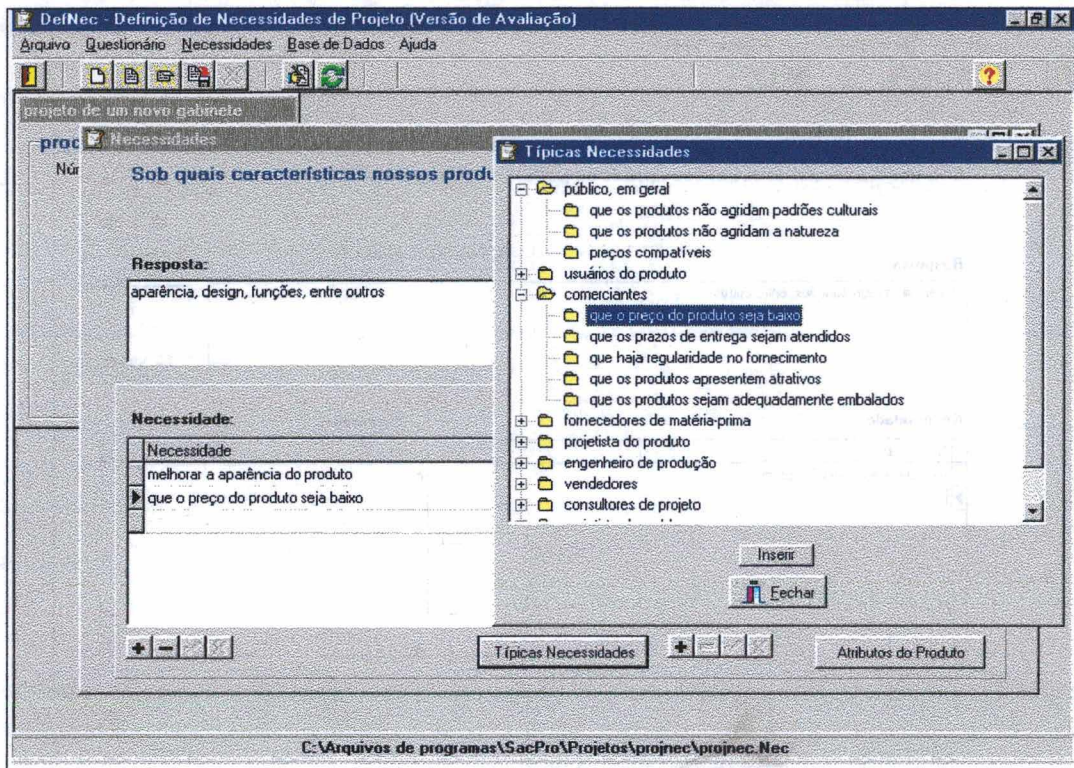 DefNec - Definição de Necessidades de Projeto (Versão de Avaliação)
Arquivo Questionário Necessidades Base de Dados Ajuda
projeto de um novo gabinete
Necessidades
Sob quais características nossos produ
Resposta:
aparência, design, funções, entre outros
Necessidade:
Necessidade
melhorar a aparência do produto
que o preço do produto seja baixo
Típicas Necessidades
Atributos do Produto
Típicas Necessidades
público, em geral
que os produtos não agridam padrões culturais
que os produtos não agridam a natureza
preços compatíveis
usuários do produto
comerciantes
que o preço do produto seja baixo
que os prazos de entrega sejam atendidos
que haja regularidade no fornecimento
que os produtos apresentem atrativos
que os produtos sejam adequadamente embalados
fornecedores de matéria-prima
projetista do produto
engenheiro de produção
vendedores
consultores de projeto
Inserir
Fechar
C:\Arquivos de programas\SacPro\Projetos\projnec\projnec.Nec